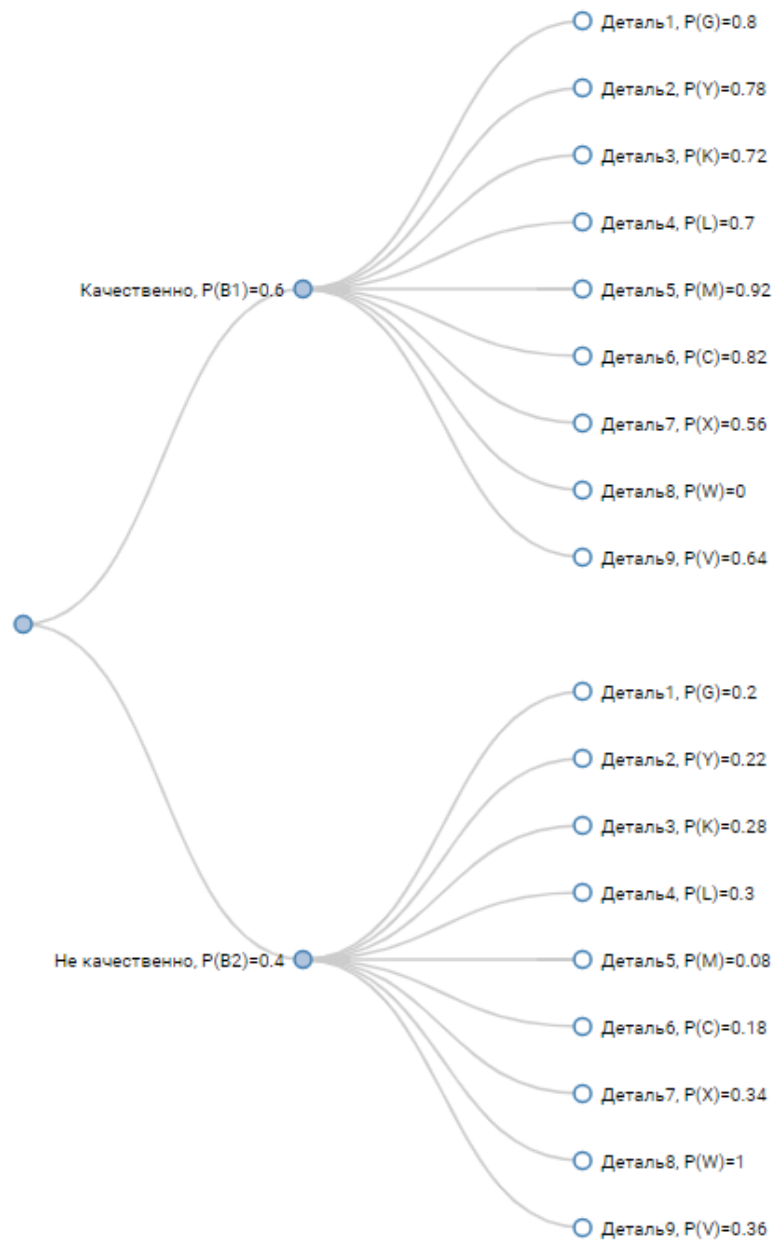 Деталь1, P(G)=0.8
Деталь2, P(Y)=0.78
Деталь3, P(K)=0.72
Деталь4, P(L)=0.7
Качественно, P(B1)=0.6
Деталь5, P(M)=0.92
Деталь6, P(C)=0.82
Деталь7, P(X)=0.56
Деталь8, P(W)=0
Деталь9, P(V)=0.64
Деталь1, P(G)=0.2
Деталь2, P(Y)=0.22
Деталь3, P(K)=0.28
Деталь4, P(L)=0.3
Не качественно, P(B2)=0.4
Деталь5, P(M)=0.08
Деталь6, P(C)=0.18
Деталь7, P(X)=0.34
Деталь8, P(W)=1
Деталь9, P(V)=0.36